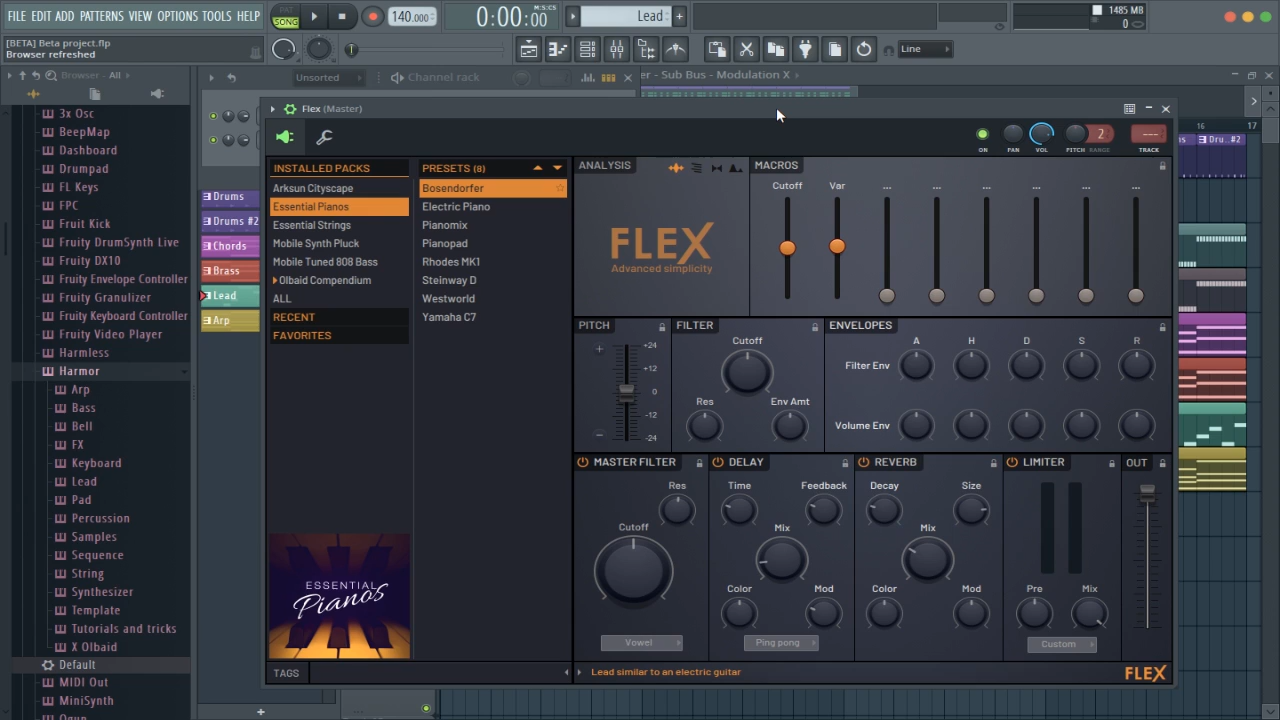 FILE EDIT ADD PATTERNS VIEW OPTIONS TOOLS HELP
PAT
SONG
140.000
0:00:00
M:S:CS
Lead
1485 MB
0
[BETA] Beta project.flp
Browser refreshed
Line
Browser - All
Unsorted
Channel rack
er - Sub Bus - Modulation X
3x Osc
BeepMap
Dashboard
Drumpad
FL Keys
FPC
Fruit Kick
Fruity DrumSynth Live
Fruity DX10
Fruity Envelope Controller
Fruity Granulizer
Fruity Keyboard Controller
Fruity Video Player
Harmless
Harmor
Arp
Bass
Bell
FX
Keyboard
Lead
Pad
Percussion
Samples
Sequence
String
Synthesizer
Template
Tutorials and tricks
X Olbaid
Default
MIDI Out
MiniSynth
Drums
Drums #2
Chords
Brass
Lead
Arp
Flex (Master)
ON
PAN
VOL
PITCH
2
RANGE
---
TRACK
INSTALLED PACKS
Arksun Cityscape
Essential Pianos
Essential Strings
Mobile Synth Pluck
Mobile Tuned 808 Bass
Olbaid Compendium
ALL
RECENT
FAVORITES
PRESETS (8)
Bosendorfer
Electric Piano
Pianomix
Pianopad
Rhodes MK1
Steinway D
Westworld
Yamaha C7
ESSENTIAL
Pianos
TAGS
ANALYSIS
FLEX
Advanced simplicity
MACROS
Cutoff Var ... ... ... ... ... ...
PITCH
+24
+12
0
-12
-24
FILTER
Cutoff
Res
Env Amt
ENVELOPES
A H D S R
Filter Env
Volume Env
MASTER FILTER
Res
Cutoff
Vowel
DELAY
Time
Feedback
Mix
Color
Mod
Ping pong
REVERB
Decay
Size
Mix
Color
Mod
LIMITER
Pre
Mix
Custom
OUT
Lead similar to an electric guitar
FLEX
16
17
Dru..#2